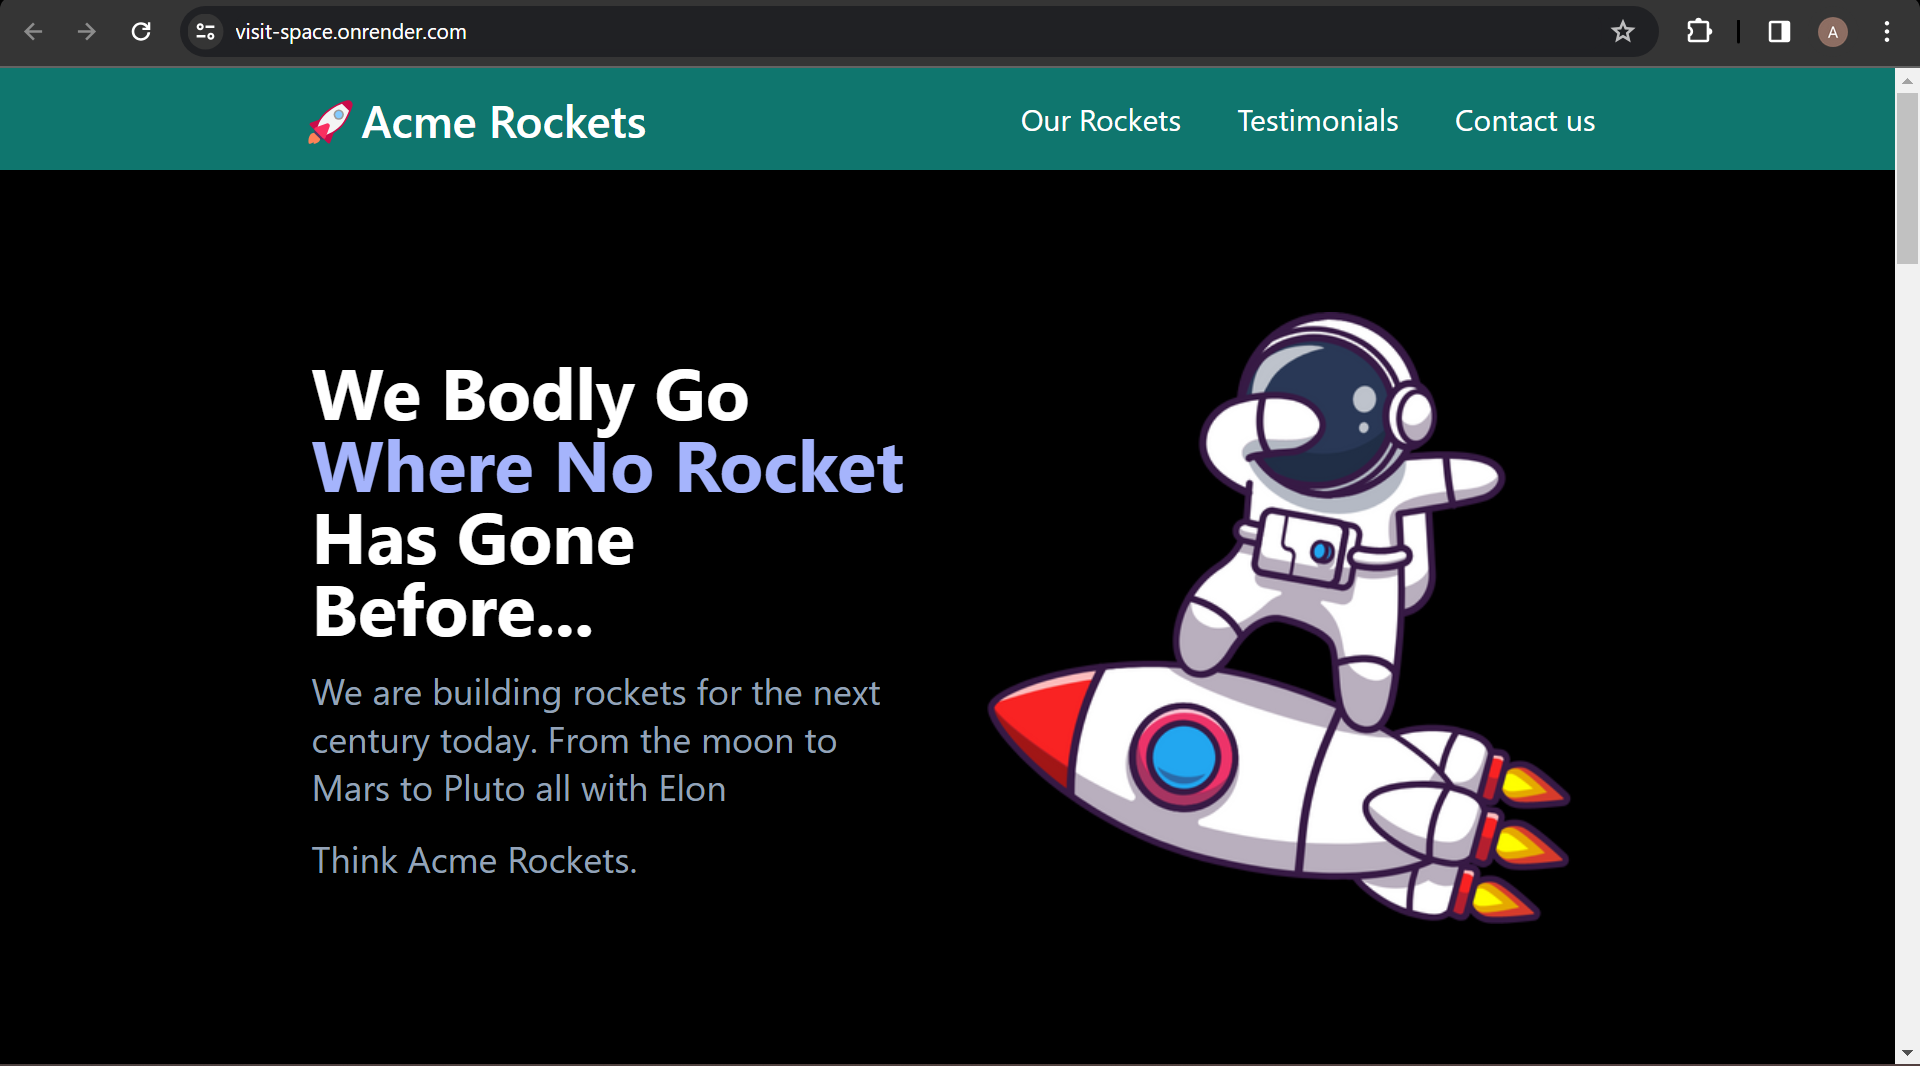 visit-space.onrender.com
A
Acme Rockets
Our Rockets
Testimonials
Contact us
We Bodly Go
Where No Rocket
Has Gone
Before...
We are building rockets for the next
century today. From the moon to
Mars to Pluto all with Elon
Think Acme Rockets.